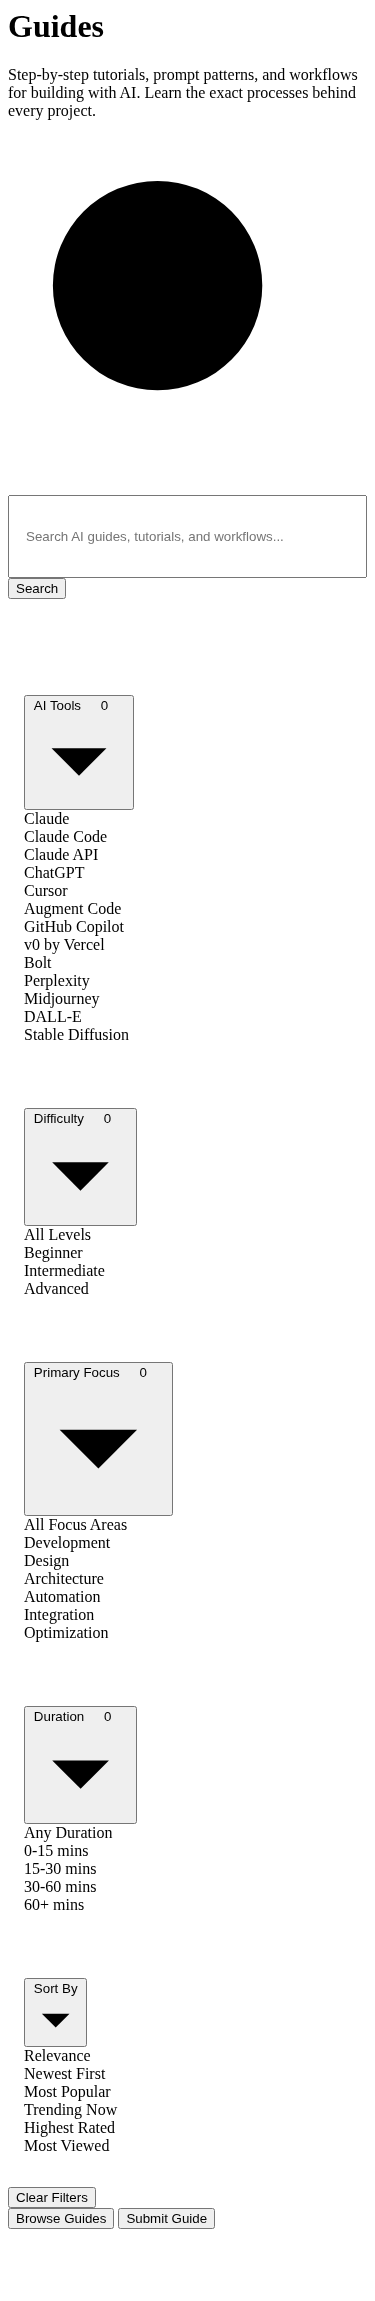 Guides
Step-by-step tutorials, prompt patterns, and workflows
for building with AI. Learn the exact processes behind
every project.
Search AI guides, tutorials, and workflows...
Search
AI Tools 0
Claude
Claude Code
Claude API
ChatGPT
Cursor
Augment Code
GitHub Copilot
v0 by Vercel
Bolt
Perplexity
Midjourney
DALL-E
Stable Diffusion
Difficulty 0
All Levels
Beginner
Intermediate
Advanced
Primary Focus 0
All Focus Areas
Development
Design
Architecture
Automation
Integration
Optimization
Duration 0
Any Duration
0-15 mins
15-30 mins
30-60 mins
60+ mins
Sort By
Relevance
Newest First
Most Popular
Trending Now
Highest Rated
Most Viewed
Clear Filters
Browse Guides Submit Guide